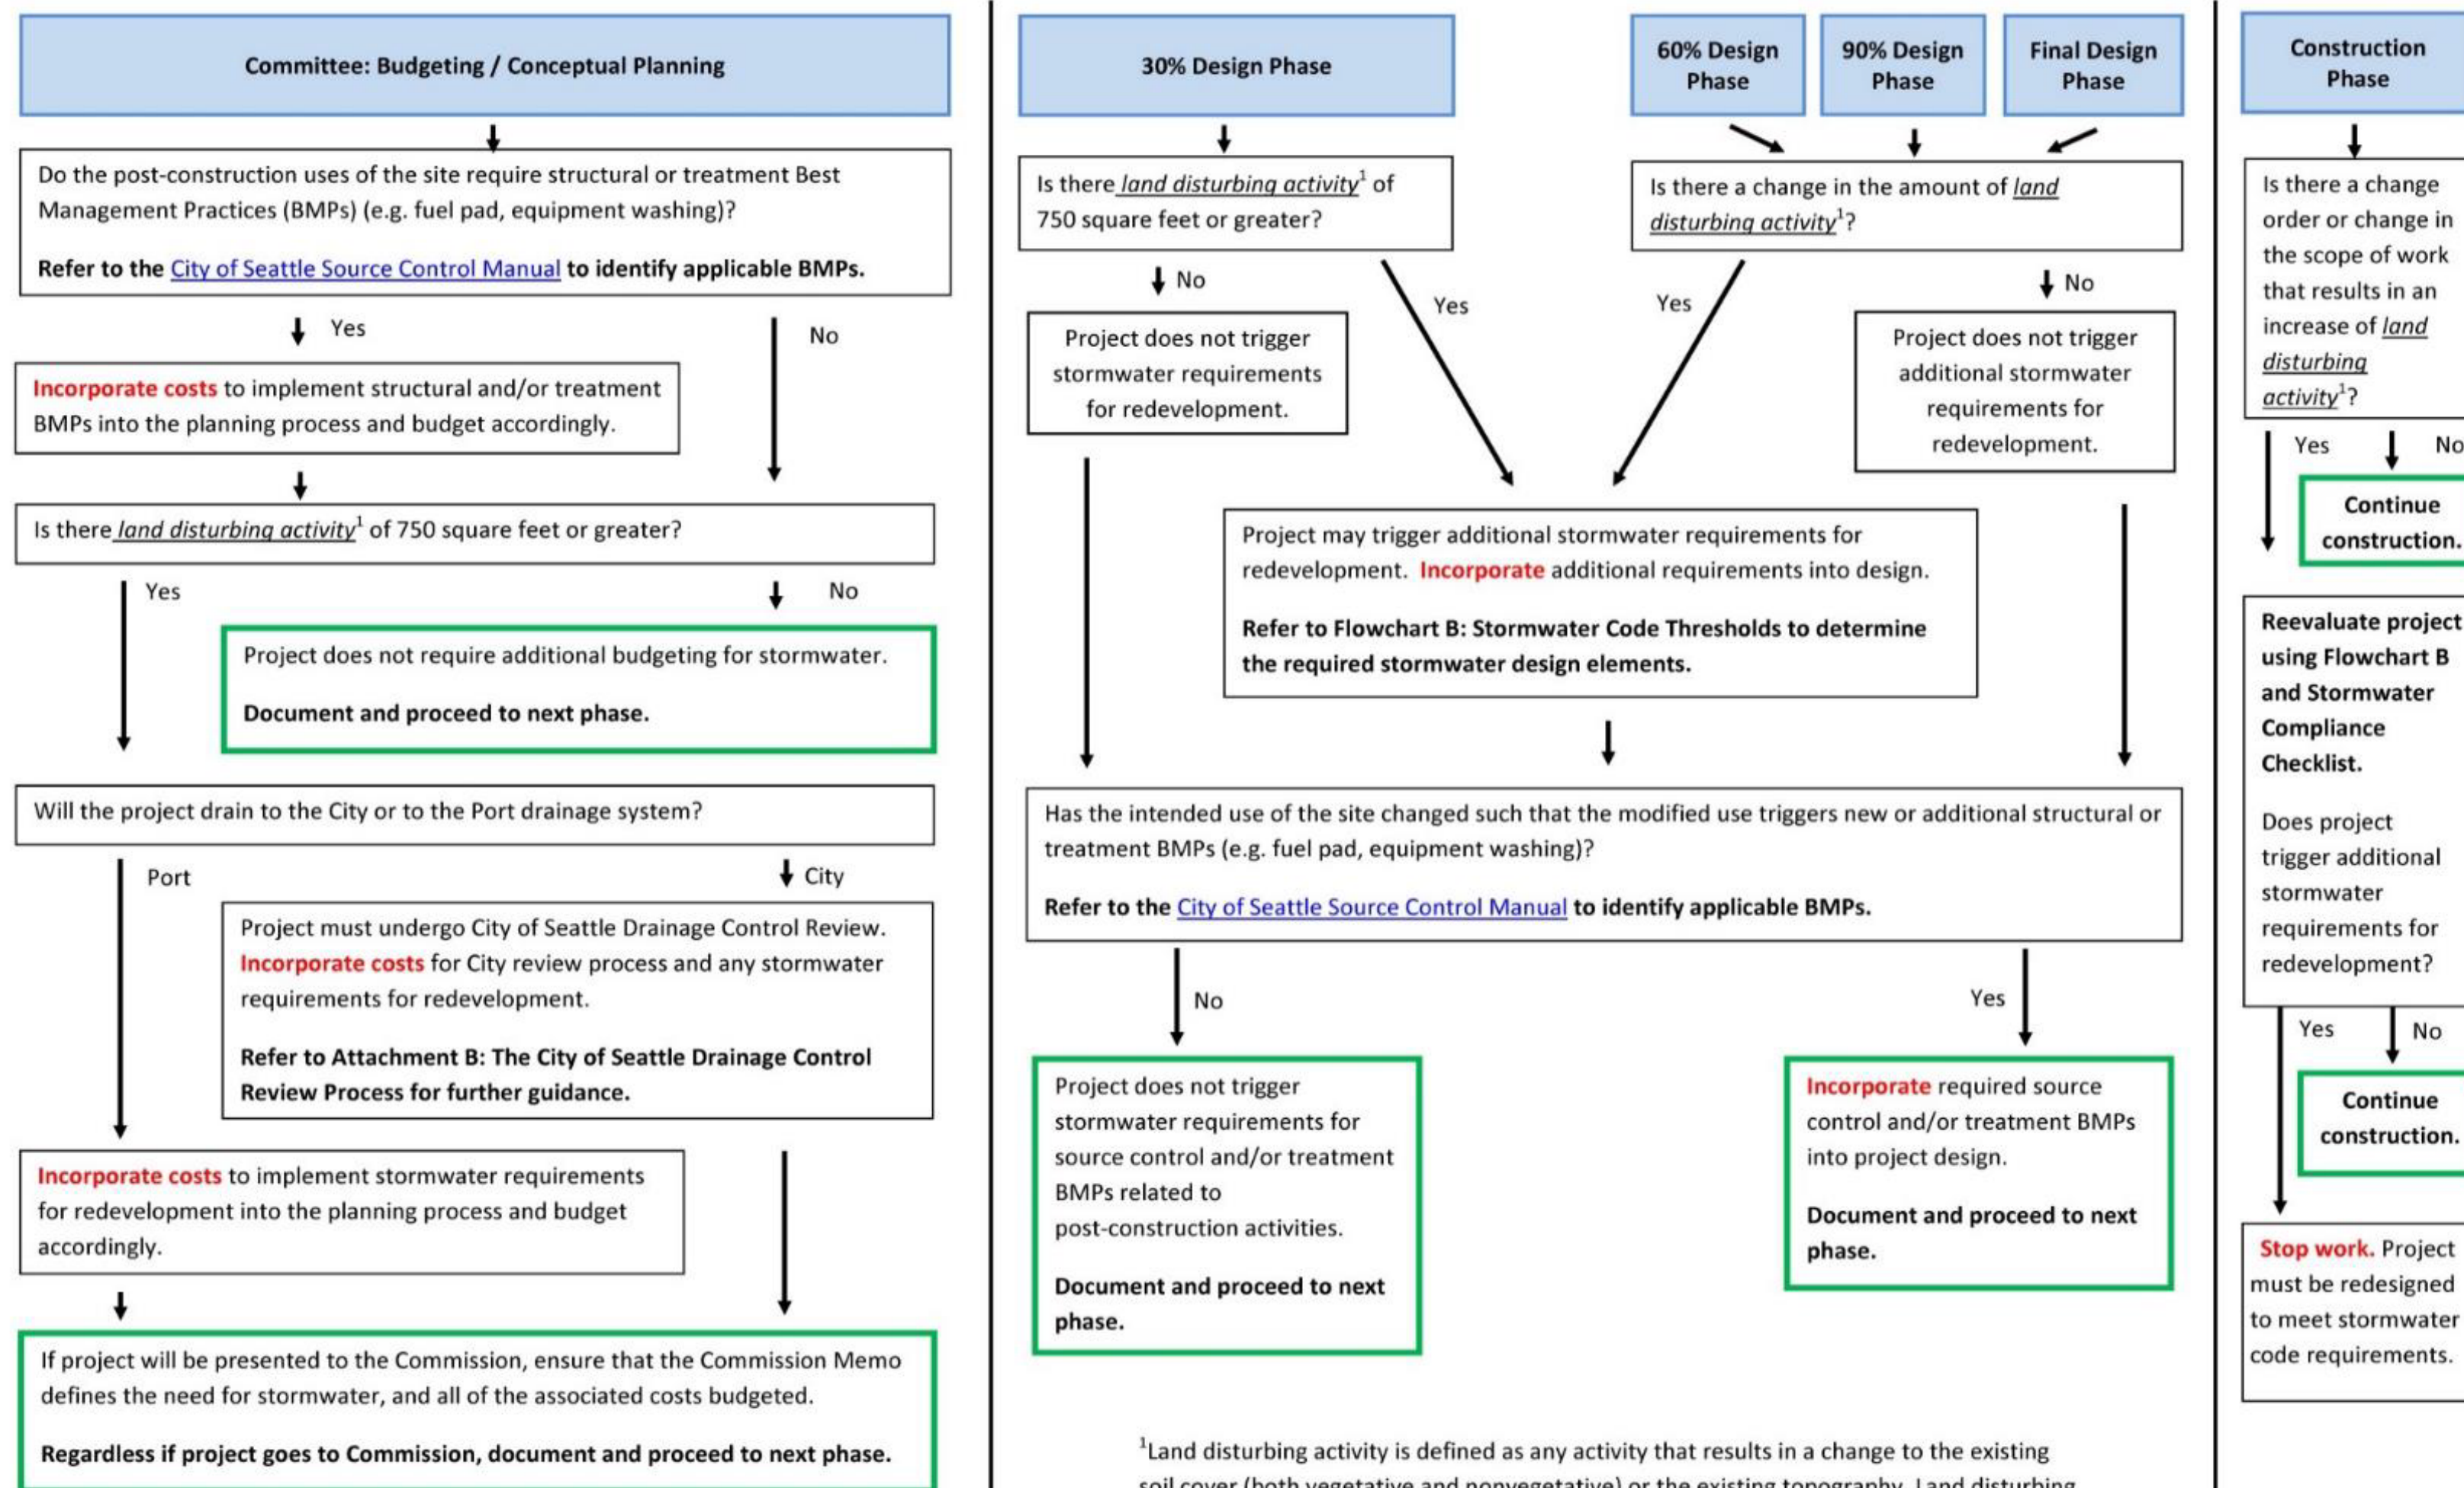 Committee: Budgeting / Conceptual Planning
Do the post-construction uses of the site require structural or treatment Best
Management Practices (BMPs) (e.g. fuel pad, equipment washing)?
Refer to the City of Seattle Source Control Manual to identify applicable BMPs.
Yes
No
Incorporate costs to implement structural and/or treatment
BMPs into the planning process and budget accordingly.
Is there land disturbing activity¹ of 750 square feet or greater?
Yes
No
Project does not require additional budgeting for stormwater.
Document and proceed to next phase.
Will the project drain to the City or to the Port drainage system?
Port
City
Project must undergo City of Seattle Drainage Control Review.
Incorporate costs for City review process and any stormwater
requirements for redevelopment.
Refer to Attachment B: The City of Seattle Drainage Control
Review Process for further guidance.
Incorporate costs to implement stormwater requirements
for redevelopment into the planning process and budget
accordingly.
If project will be presented to the Commission, ensure that the Commission Memo
defines the need for stormwater, and all of the associated costs budgeted.
Regardless if project goes to Commission, document and proceed to next phase.
30% Design Phase
60% Design
Phase
90% Design
Phase
Final Design
Phase
Is there land disturbing activity¹ of
750 square feet or greater?
Is there a change in the amount of land
disturbing activity¹?
No
Yes
Yes
No
Project does not trigger
stormwater requirements
for redevelopment.
Project does not trigger
additional stormwater
requirements for
redevelopment.
Project may trigger additional stormwater requirements for
redevelopment. Incorporate additional requirements into design.
Refer to Flowchart B: Stormwater Code Thresholds to determine
the required stormwater design elements.
Has the intended use of the site changed such that the modified use triggers new or additional structural or
treatment BMPs (e.g. fuel pad, equipment washing)?
Refer to the City of Seattle Source Control Manual to identify applicable BMPs.
No
Yes
Project does not trigger
stormwater requirements for
source control and/or treatment
BMPs related to
post-construction activities.
Document and proceed to next
phase.
Incorporate required source
control and/or treatment BMPs
into project design.
Document and proceed to next
phase.
¹Land disturbing activity is defined as any activity that results in a change to the existing
soil cover (both vegetative and nonvegetative) or the existing topography. Land disturbing
Construction
Phase
Is there a change
order or change in
the scope of work
that results in an
increase of land
disturbing
activity¹?
Yes
No
Continue
construction.
Reevaluate project
using Flowchart B
and Stormwater
Compliance
Checklist.
Does project
trigger additional
stormwater
requirements for
redevelopment?
Yes
No
Continue
construction.
Stop work. Project
must be redesigned
to meet stormwater
code requirements.